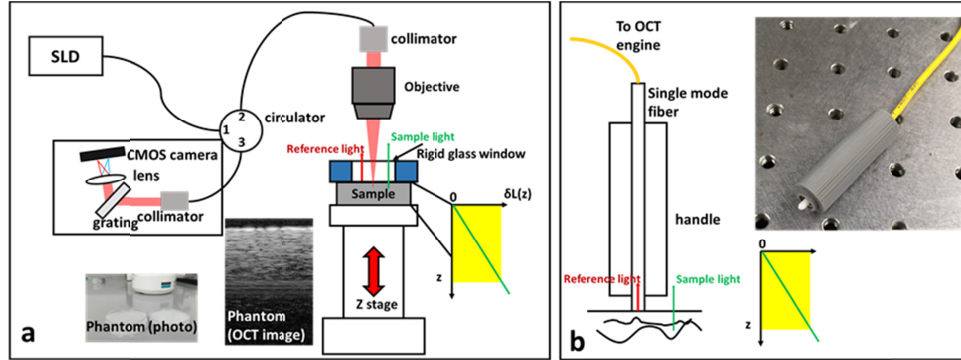 SLD
collimator
Objective
circulator
1
2
3
CMOS camera
lens
grating
collimator
Reference light
Sample light
Rigid glass window
Sample
0
δL(z)
z
Z stage
Phantom (photo)
Phantom
(OCT image)
a
To OCT
engine
Single mode
fiber
handle
Reference light
Sample light
0
z
b